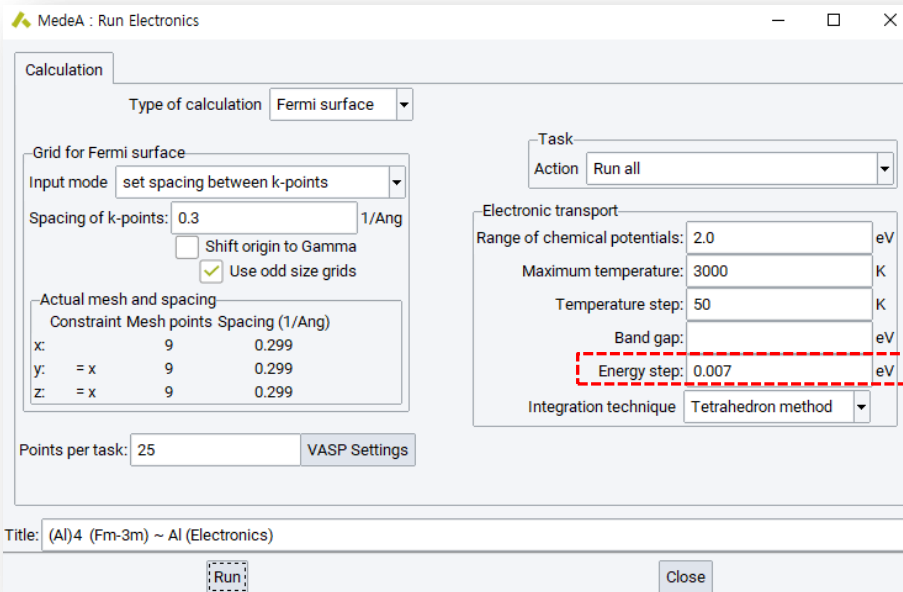 MedeA : Run Electronics
Calculation
Type of calculation Fermi surface
Grid for Fermi surface
Input mode set spacing between k-points
Spacing of k-points: 0.3 1/Ang
Shift origin to Gamma
Use odd size grids
Actual mesh and spacing
Constraint Mesh points Spacing (1/Ang)
x: 9 0.299
y: = x 9 0.299
z: = x 9 0.299
Points per task: 25 VASP Settings
Task
Action Run all
Electronic transport
Range of chemical potentials: 2.0 eV
Maximum temperature: 3000 K
Temperature step: 50 K
Band gap: eV
Energy step: 0.007 eV
Integration technique Tetrahedron method
Title: (Al)4 (Fm-3m) ~ Al (Electronics)
Run Close